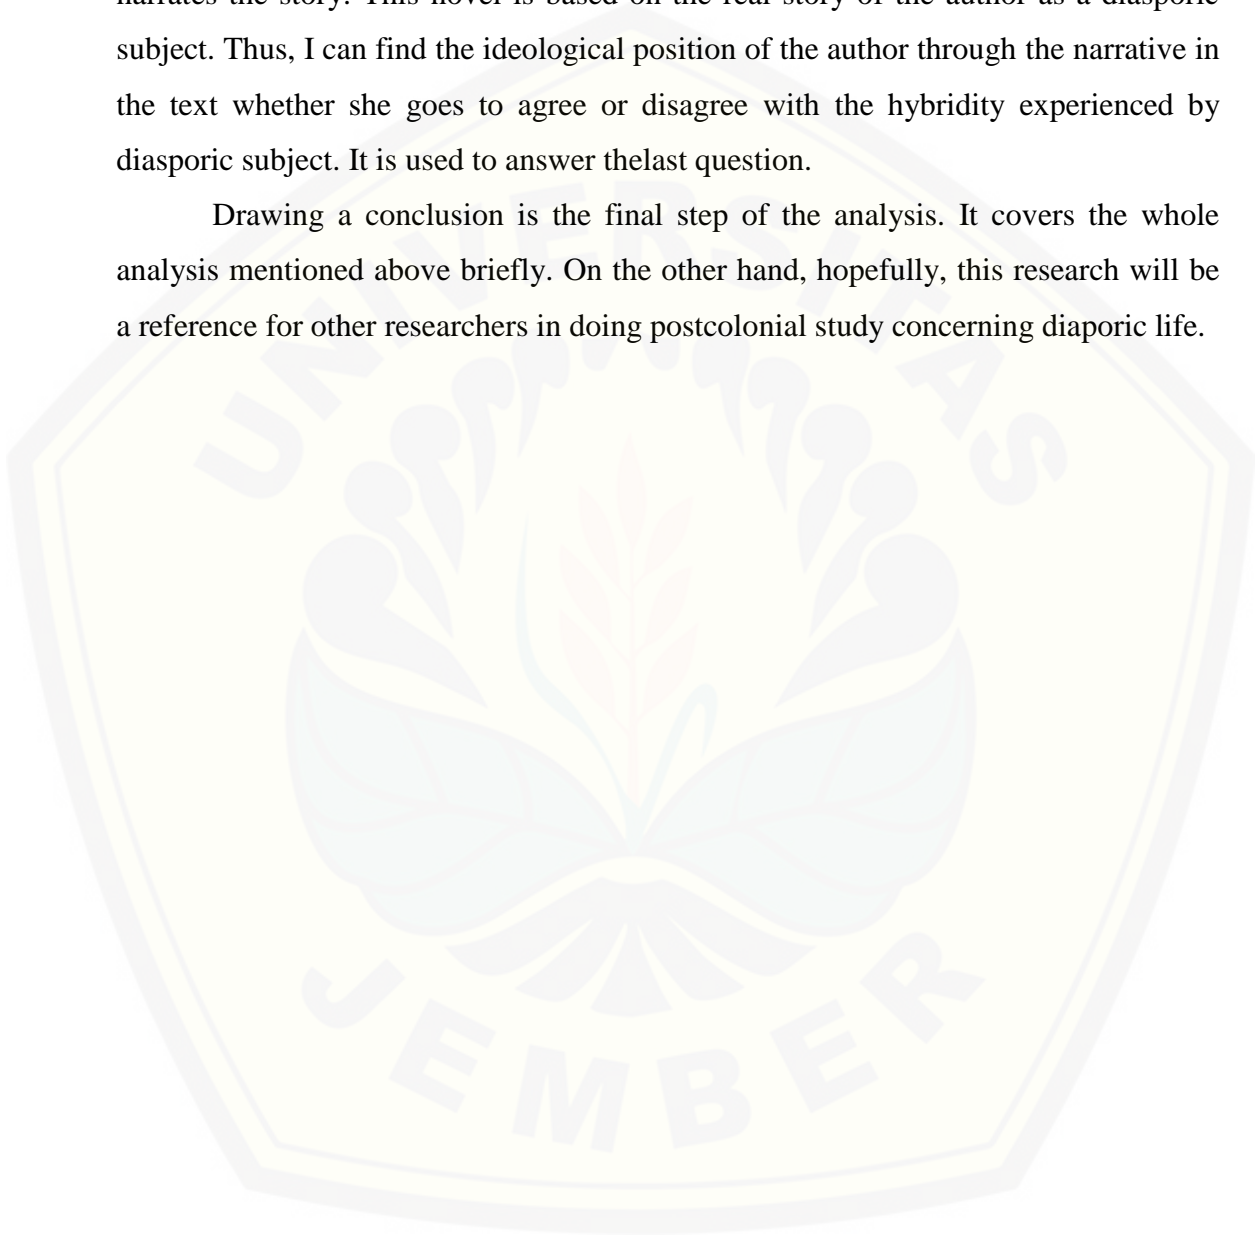 narrates the story. This novel is based on the real story of the author as a diasporic
subject. Thus, I can find the ideological position of the author through the narrative in
the text whether she goes to agree or disagree with the hybridity experienced by
diasporic subject. It is used to answer thelast question.
Drawing a conclusion is the final step of the analysis. It covers the whole
analysis mentioned above briefly. On the other hand, hopefully, this research will be
a reference for other researchers in doing postcolonial study concerning diaporic life.
UNIVERSITAS
JEMBER